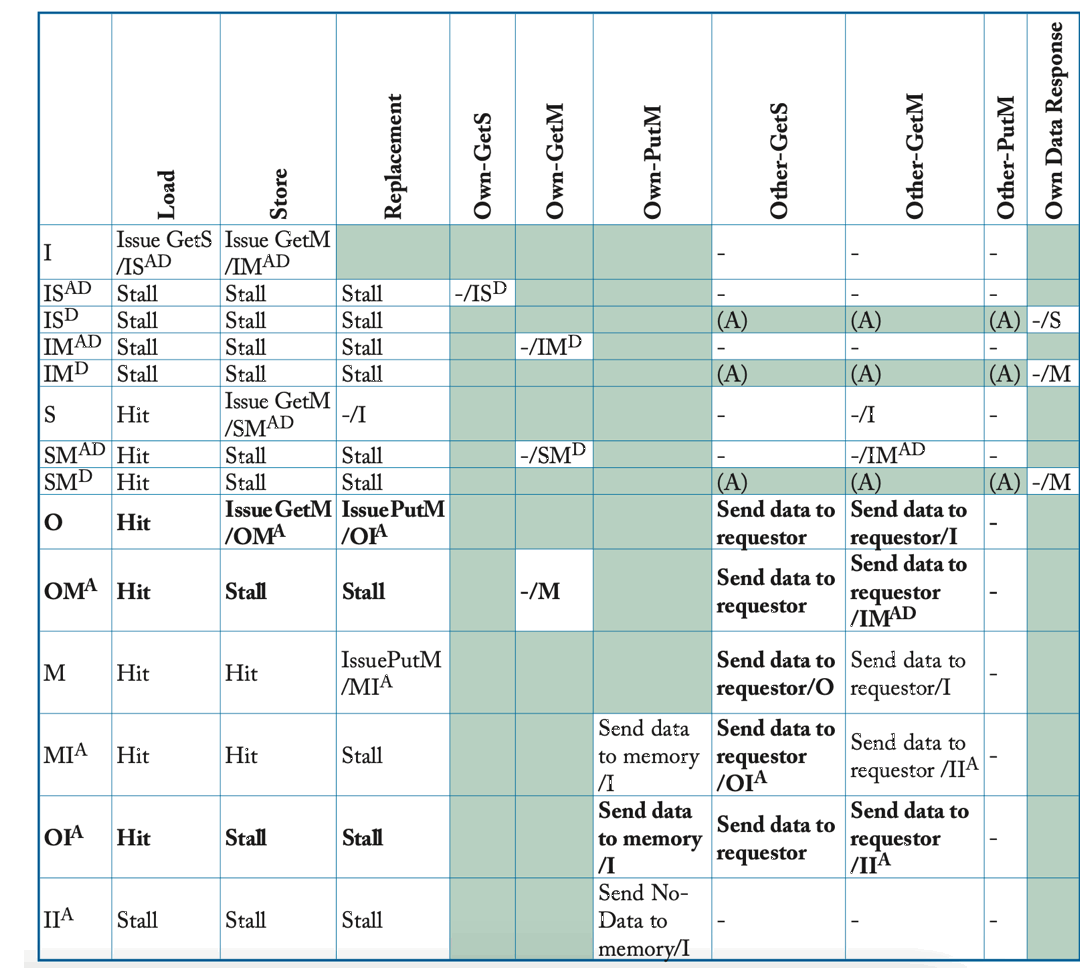 Load Store Replacement Own-GetS Own-GetM Own-PutM Other-GetS Other-GetM Other-PutM Own Data Response
I Issue GetS Issue GetM - - -
/IS^AD /IM^AD
IS^AD Stall Stall Stall -/IS^D - - -
IS^D Stall Stall Stall (A) (A) (A) -/S
IM^AD Stall Stall Stall -/IM^D - - -
IM^D Stall Stall Stall (A) (A) (A) -/M
S Hit Issue GetM -/I - -/I -
/SM^AD
SM^AD Hit Stall Stall -/SM^D - -/IM^AD -
SM^D Hit Stall Stall (A) (A) (A) -/M
O Hit Issue GetM Issue PutM Send data to Send data to -
/OM^A /OI^A requestor requestor/I
OM^A Hit Stall Stall -/M Send data to Send data to -
requestor requestor
/IM^AD
M Hit Hit IssuePutM Send data to Send data to -
/MI^A requestor/O requestor/I
MI^A Hit Hit Stall Send data Send data to Send data to -
to memory requestor requestor /II^A
/I /OI^A
OI^A Hit Stall Stall Send data Send data to Send data to -
to memory requestor requestor
/I /II^A
II^A Stall Stall Stall Send No- - - -
Data to
memory/I